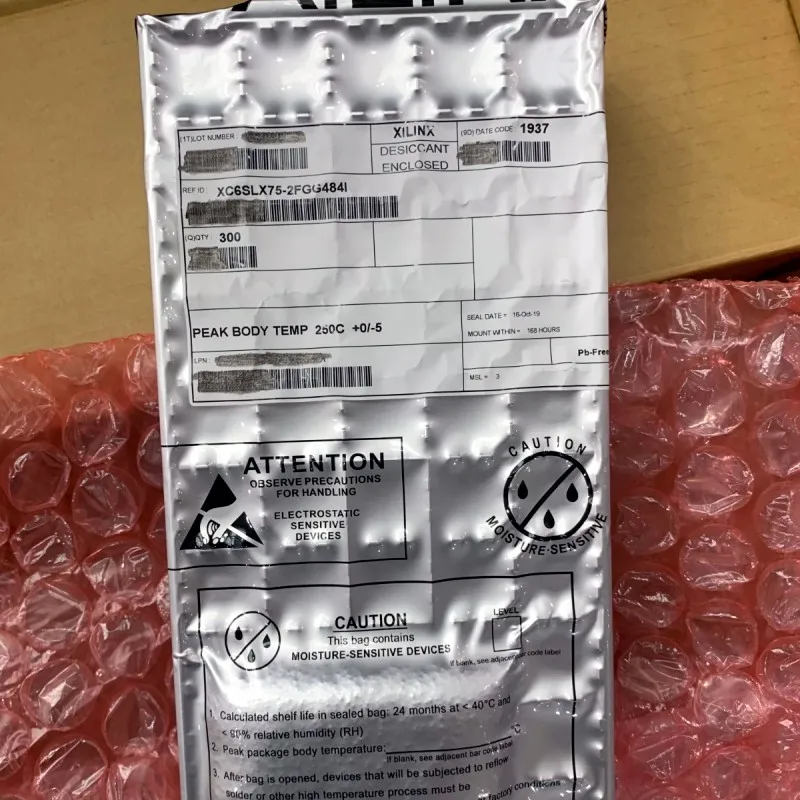 (1T)LOT NUMBER:
XILINX
DESICCANT
ENCLOSED
(9D) DATE CODE: 1937
REF ID: XC6SLX75-2FGG484I
(Q)QTY: 300
PEAK BODY TEMP 250C +0/-5
SEAL DATE = 16-Oct-19
MOUNT WITHIN = 168 HOURS
Pb-Free
LPN:
MSL = 3
ATTENTION
OBSERVE PRECAUTIONS
FOR HANDLING
ELECTROSTATIC
SENSITIVE
DEVICES
CAUTION
MOISTURE-SENSITIVE
CAUTION
This bag contains
MOISTURE-SENSITIVE DEVICES
LEVEL
If blank, see adjacent bar code label
1. Calculated shelf life in sealed bag: 24 months at < 40°C and
< 90% relative humidity (RH)
2. Peak package body temperature: °C
If blank, see adjacent bar code label
3. After bag is opened, devices that will be subjected to reflow
solder or other high temperature process must be
factory conditions